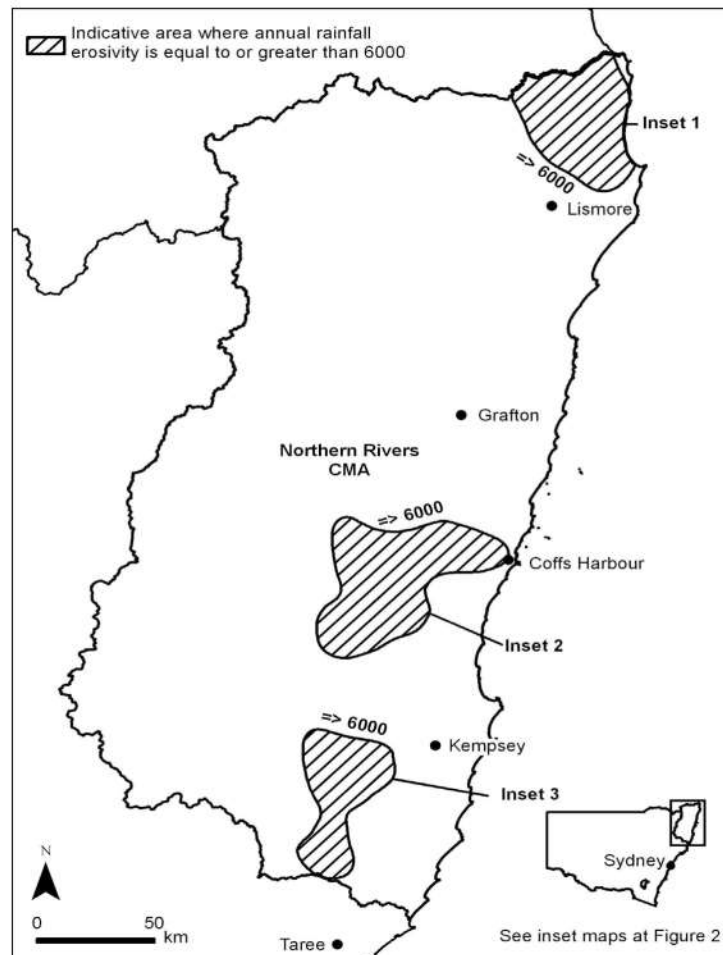 Indicative area where annual rainfall
erosivity is equal to or greater than 6000
Inset 1
=> 6000
Lismore
Grafton
Northern Rivers
CMA
=> 6000
Coffs Harbour
Inset 2
=> 6000
Kempsey
Inset 3
N
Sydney
0 50
km
Taree
See inset maps at Figure 2